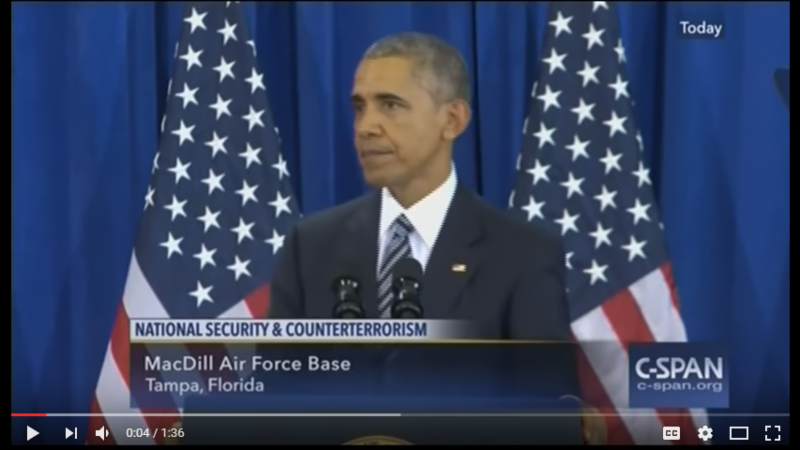 Today
NATIONAL SECURITY & COUNTERTERRORISM
MacDill Air Force Base
Tampa, Florida
C-SPAN
c-span.org
0:04 / 1:36
CC